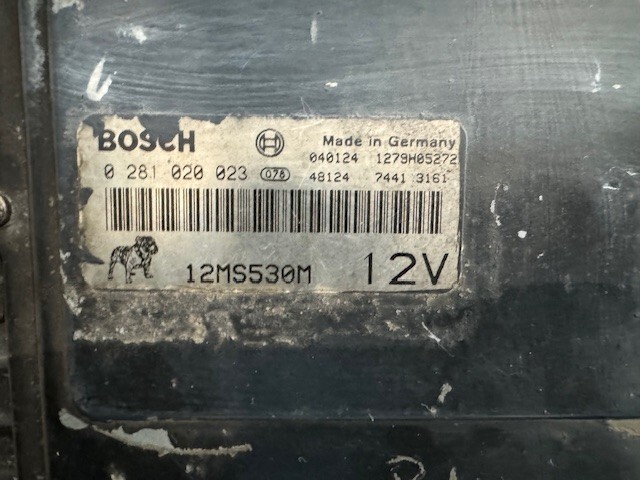 BOSCH
Made in Germany
040124 1279H05272
0 281 020 023 078
48124 7441 3161
12MS530M 12V